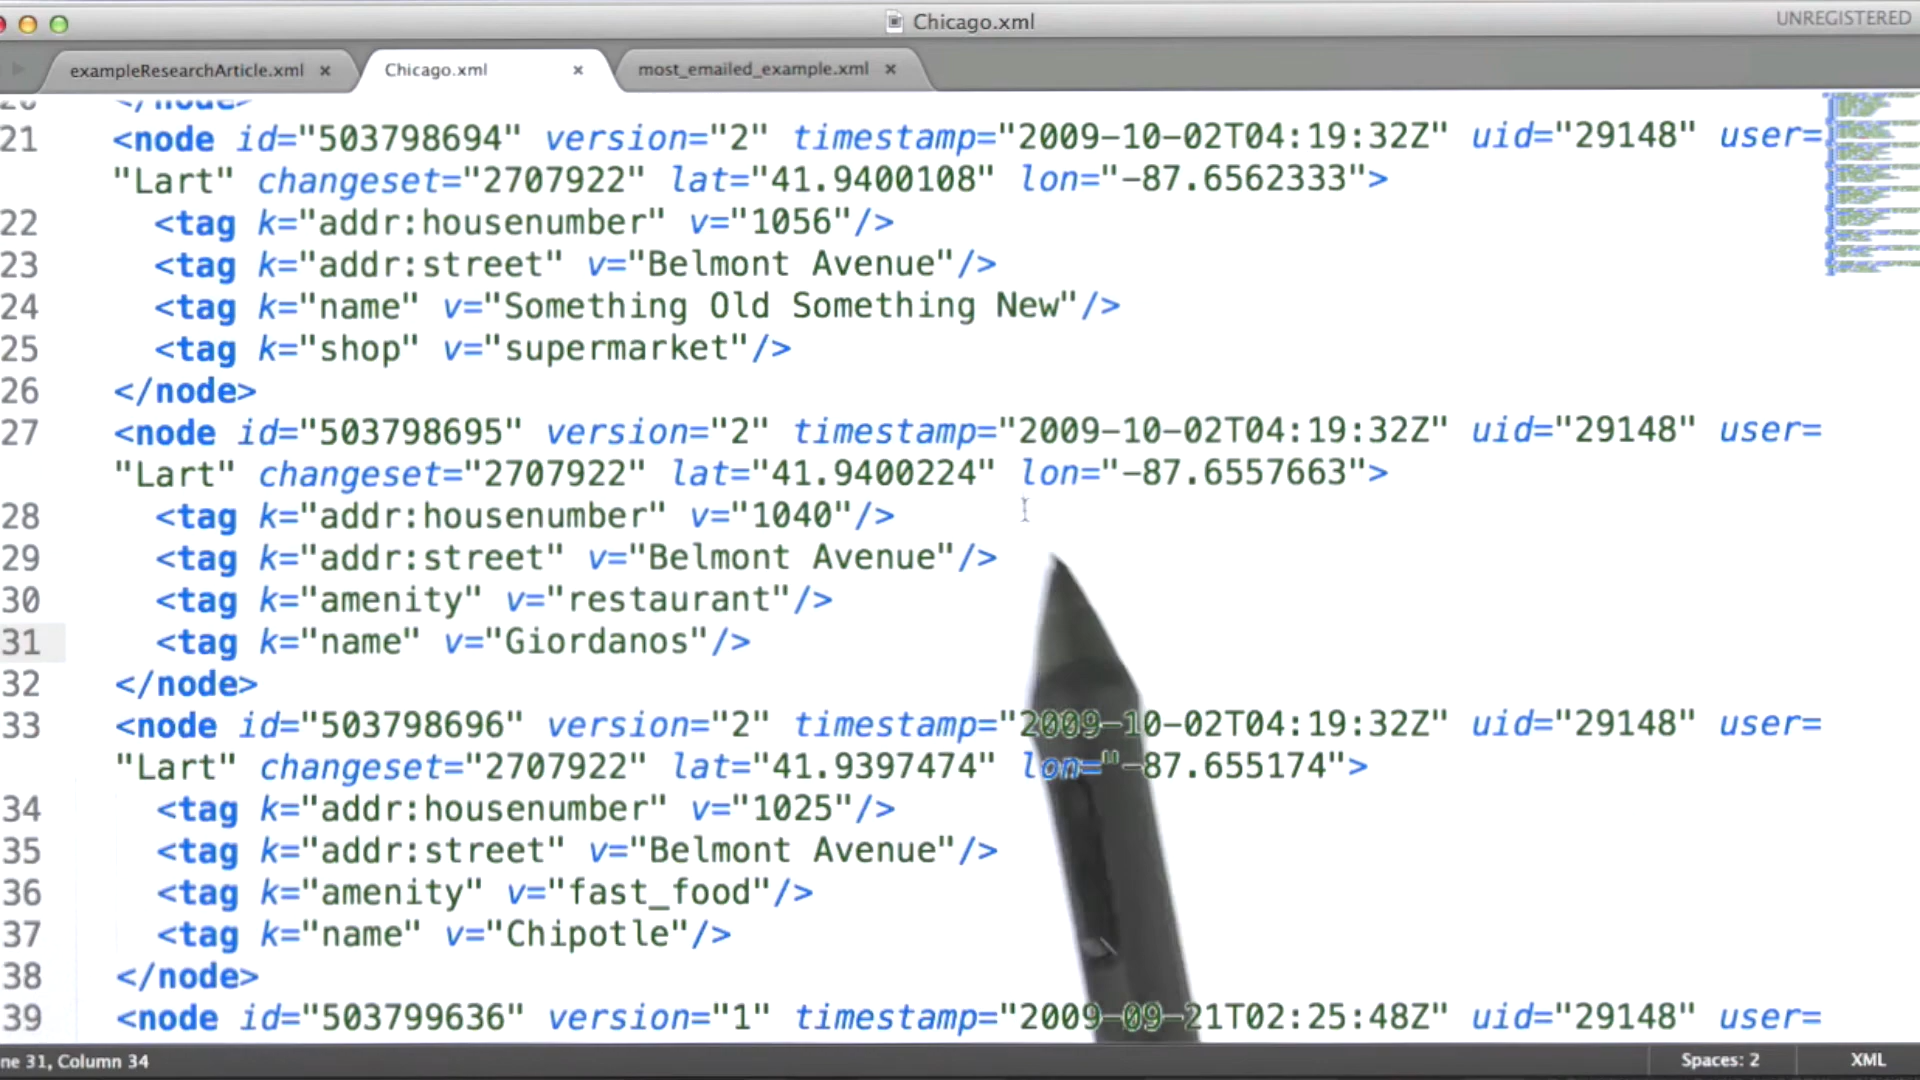 Chicago.xml
UNREGISTERED
exampleResearchArticle.xml
Chicago.xml
most_emailed_example.xml
21 <node id="503798694" version="2" timestamp="2009-10-02T04:19:32Z" uid="29148" user=
"Lart" changeset="2707922" lat="41.9400108" lon="-87.6562333">
22 <tag k="addr:housenumber" v="1056"/>
23 <tag k="addr:street" v="Belmont Avenue"/>
24 <tag k="name" v="Something Old Something New"/>
25 <tag k="shop" v="supermarket"/>
26 </node>
27 <node id="503798695" version="2" timestamp="2009-10-02T04:19:32Z" uid="29148" user=
"Lart" changeset="2707922" lat="41.9400224" lon="-87.6557663">
28 <tag k="addr:housenumber" v="1040"/>
29 <tag k="addr:street" v="Belmont Avenue"/>
30 <tag k="amenity" v="restaurant"/>
31 <tag k="name" v="Giordanos"/>
32 </node>
33 <node id="503798696" version="2" timestamp="2009-10-02T04:19:32Z" uid="29148" user=
"Lart" changeset="2707922" lat="41.9397474" lon="-87.655174">
34 <tag k="addr:housenumber" v="1025"/>
35 <tag k="addr:street" v="Belmont Avenue"/>
36 <tag k="amenity" v="fast_food"/>
37 <tag k="name" v="Chipotle"/>
38 </node>
39 <node id="503799636" version="1" timestamp="2009-09-21T02:25:48Z" uid="29148" user=
ne 31, Column 34
Spaces: 2
XML